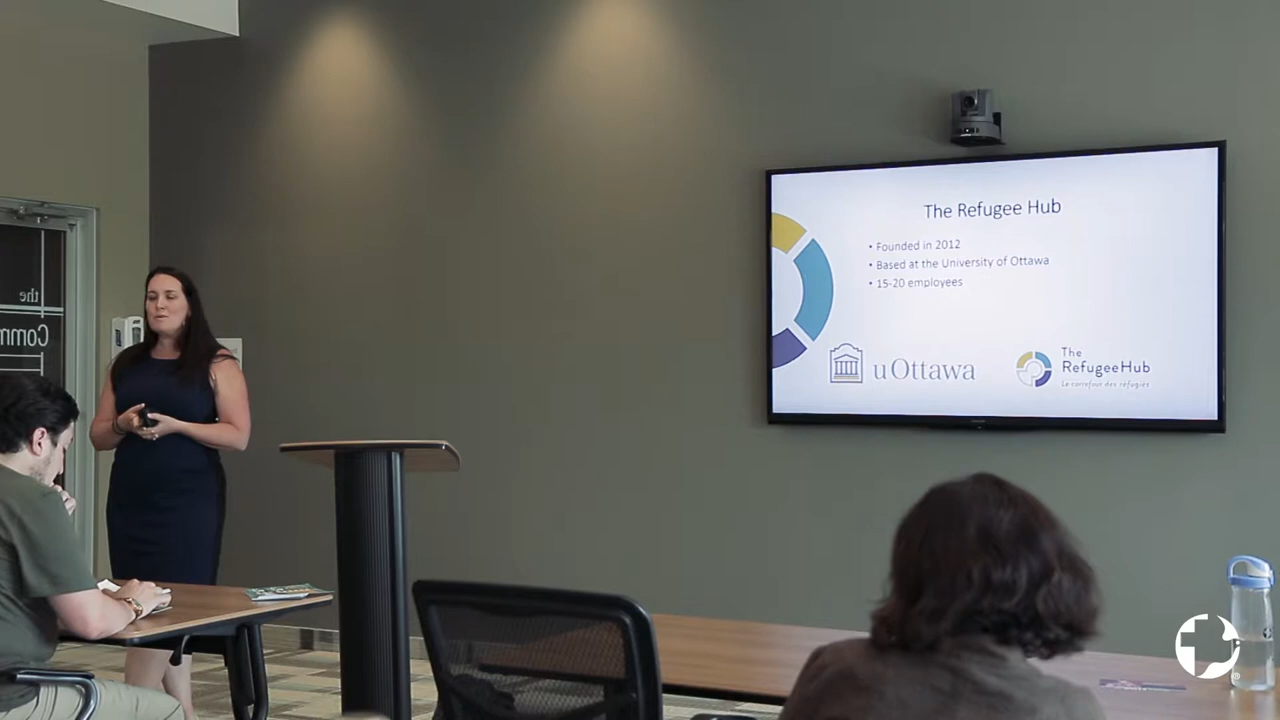 The Refugee Hub
• Founded in 2012
• Based at the University of Ottawa
• 15-20 employees
uOttawa
The
RefugeeHub
Le carrefour des réfugiés
the
Comm
®